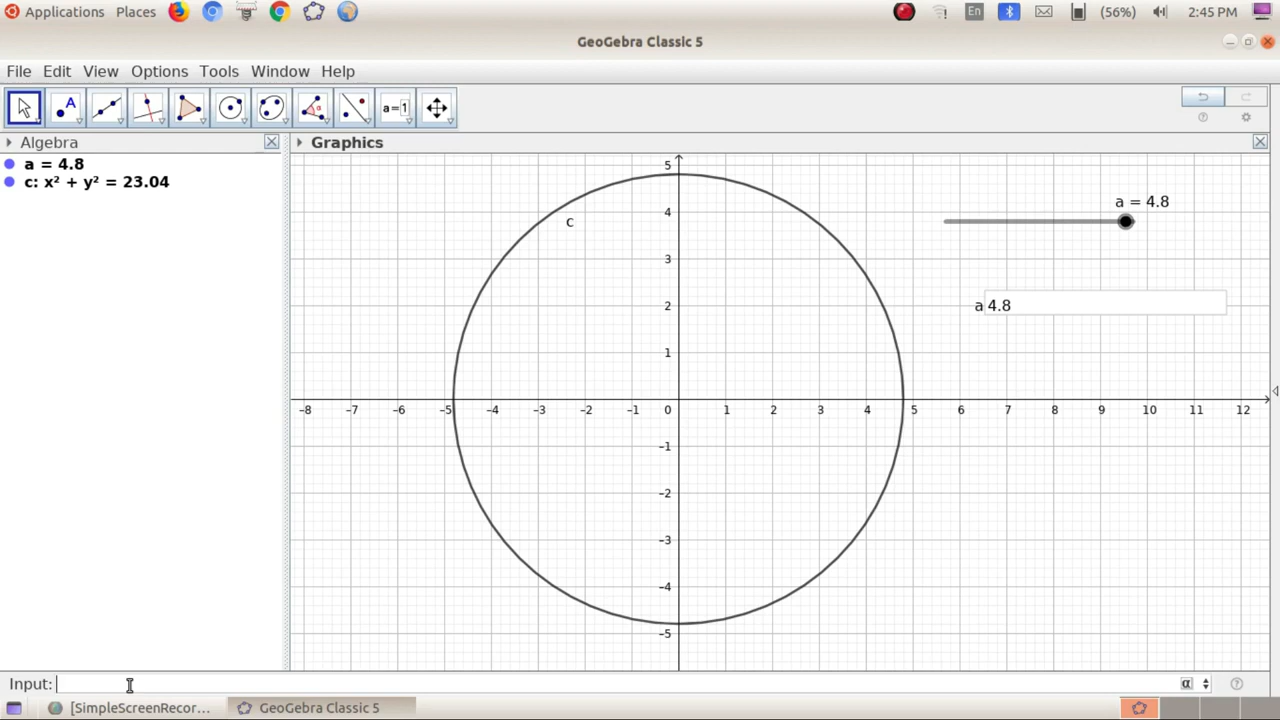 Applications Places En (56%) 2:45 PM
GeoGebra Classic 5
File Edit View Options Tools Window Help
A a=1
Algebra Graphics
a = 4.8
c: x² + y² = 23.04
a = 4.8
c
a 4.8
5
4
3
2
1
–8 –7 –6 –5 –4 –3 –2 –1 0 1 2 3 4 5 6 7 8 9 10 11 12
–1
–2
–3
–4
–5
Input: α
[SimpleScreenRecor... GeoGebra Classic 5